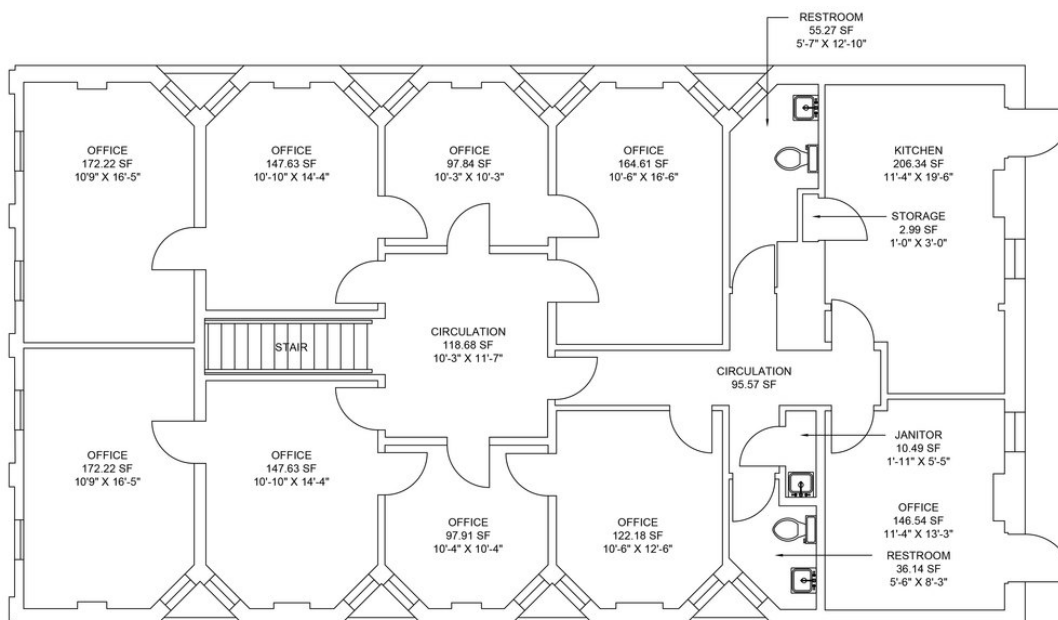 RESTROOM
55.27 SF
5'-7" X 12'-10"
OFFICE
172.22 SF
10'9" X 16'-5"
OFFICE
147.63 SF
10'-10" X 14'-4"
OFFICE
97.84 SF
10'-3" X 10'-3"
OFFICE
164.61 SF
10'-6" X 16'-6"
KITCHEN
206.34 SF
11'-4" X 19'-6"
STORAGE
2.99 SF
1'-0" X 3'-0"
STAIR
CIRCULATION
118.68 SF
10'-3" X 11'-7"
CIRCULATION
95.57 SF
OFFICE
172.22 SF
10'9" X 16'-5"
OFFICE
147.63 SF
10'-10" X 14'-4"
OFFICE
97.91 SF
10'-4" X 10'-4"
OFFICE
122.18 SF
10'-6" X 12'-6"
JANITOR
10.49 SF
1'-11" X 5'-5"
OFFICE
146.54 SF
11'-4" X 13'-3"
RESTROOM
36.14 SF
5'-6" X 8'-3"